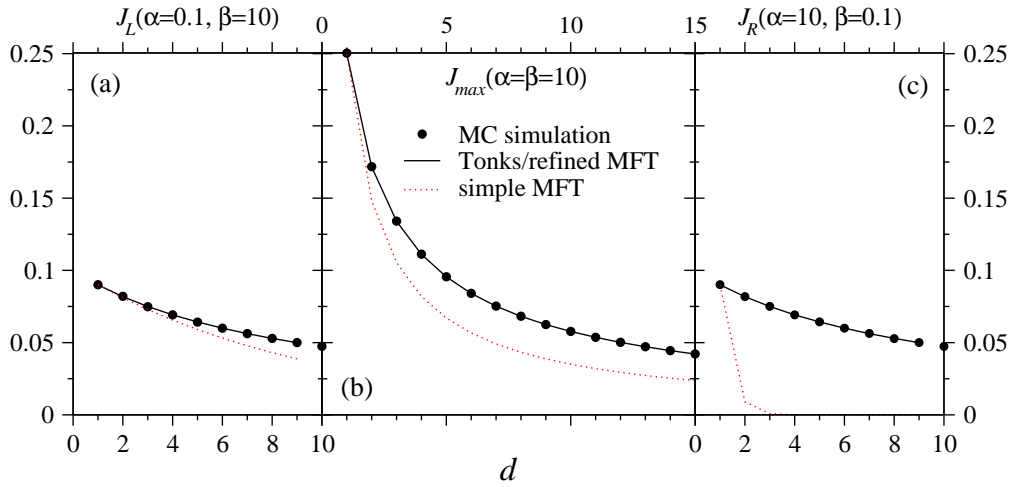 J_L(α=0.1, β=10)
0 5 10 15
J_R(α=10, β=0.1)
0.25 (a) J_max(α=β=10) (c) 0.25
0.2 MC simulation 0.2
Tonks/refined MFT
simple MFT
0.15 0.15
0.1 0.1
0.05 0.05
(b)
0 0
0 2 4 6 8 10 0 2 4 6 8 10
d